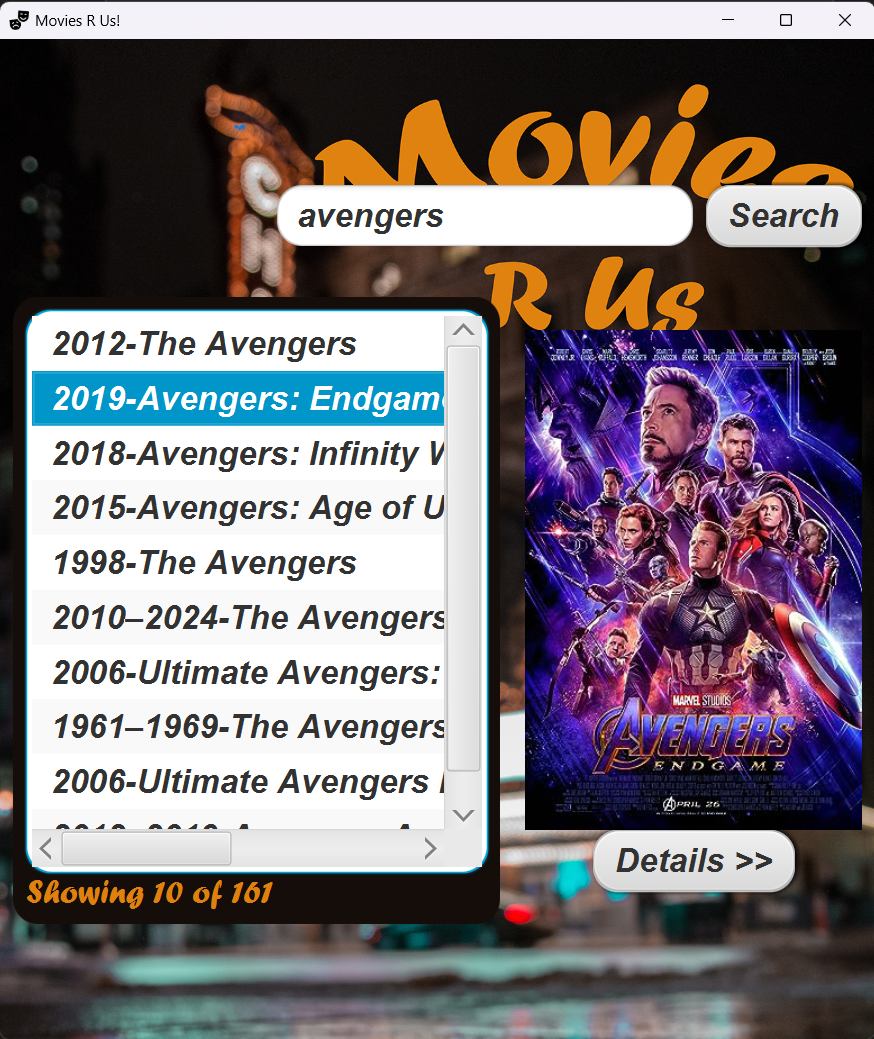 Movies R Us!
Movies
avengers
Search
R Us
CH
2012-The Avengers
2019-Avengers: Endgame
2018-Avengers: Infinity
2015-Avengers: Age of U
1998-The Avengers
2010–2024-The Avengers
2006-Ultimate Avengers:
1961–1969-The Avengers
2006-Ultimate Avengers
MARVEL STUDIOS
AVENGERS
ENDGAME
APRIL 26
Details >>
Showing 10 of 161